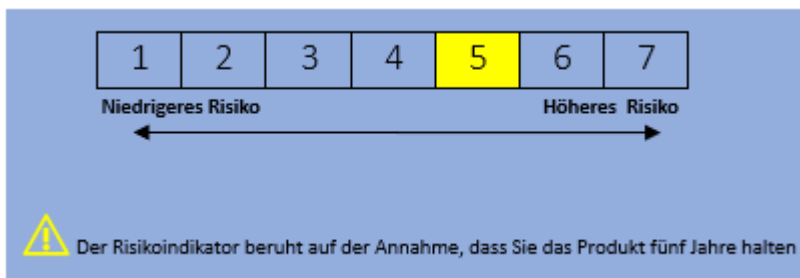 1 2 3 4 5 6 7
Niedrigeres Risiko Höheres Risiko
Der Risikoindikator beruht auf der Annahme, dass Sie das Produkt fünf Jahre halten